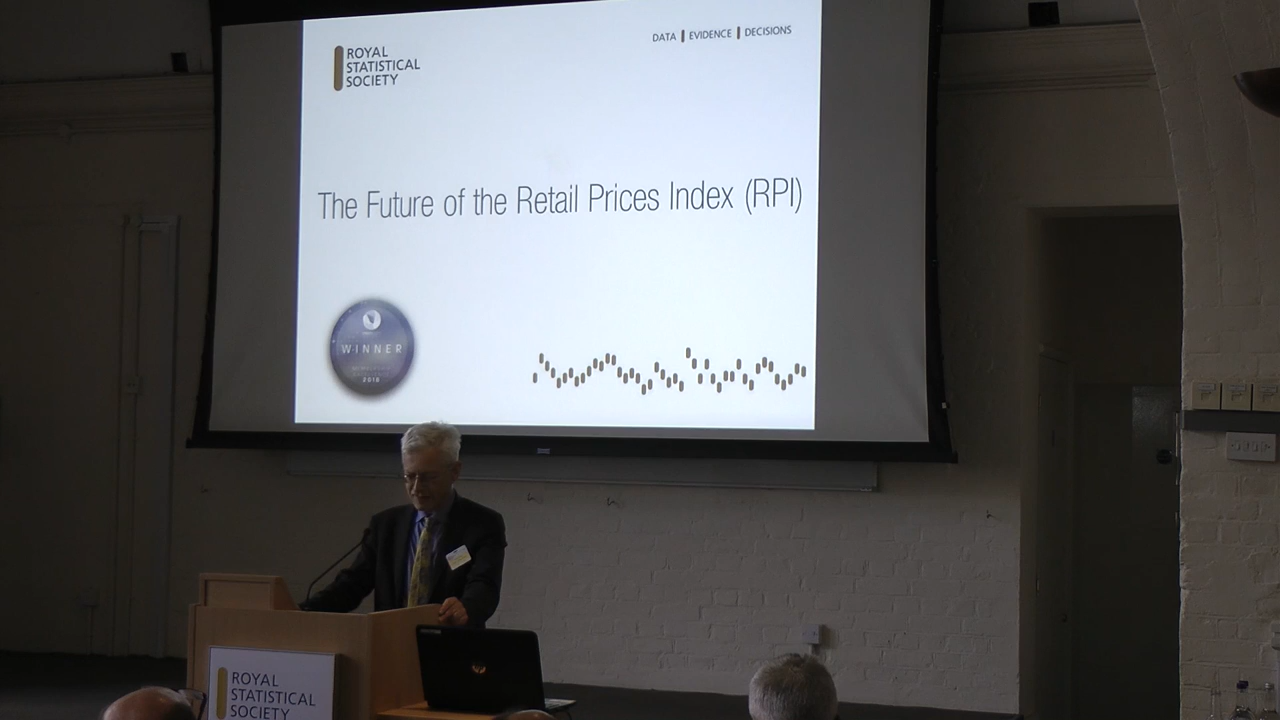 ROYAL
STATISTICAL
SOCIETY
DATA EVIDENCE DECISIONS
The Future of the Retail Prices Index (RPI)
WINNER
2018
ROYAL
STATISTICAL
SOCIETY